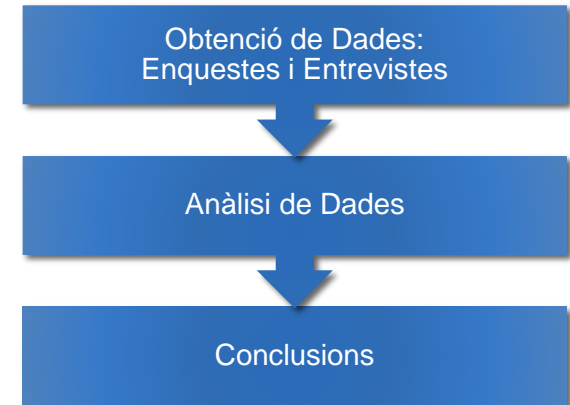 Obtenció de Dades:
Enquestes i Entrevistes
Anàlisi de Dades
Conclusions